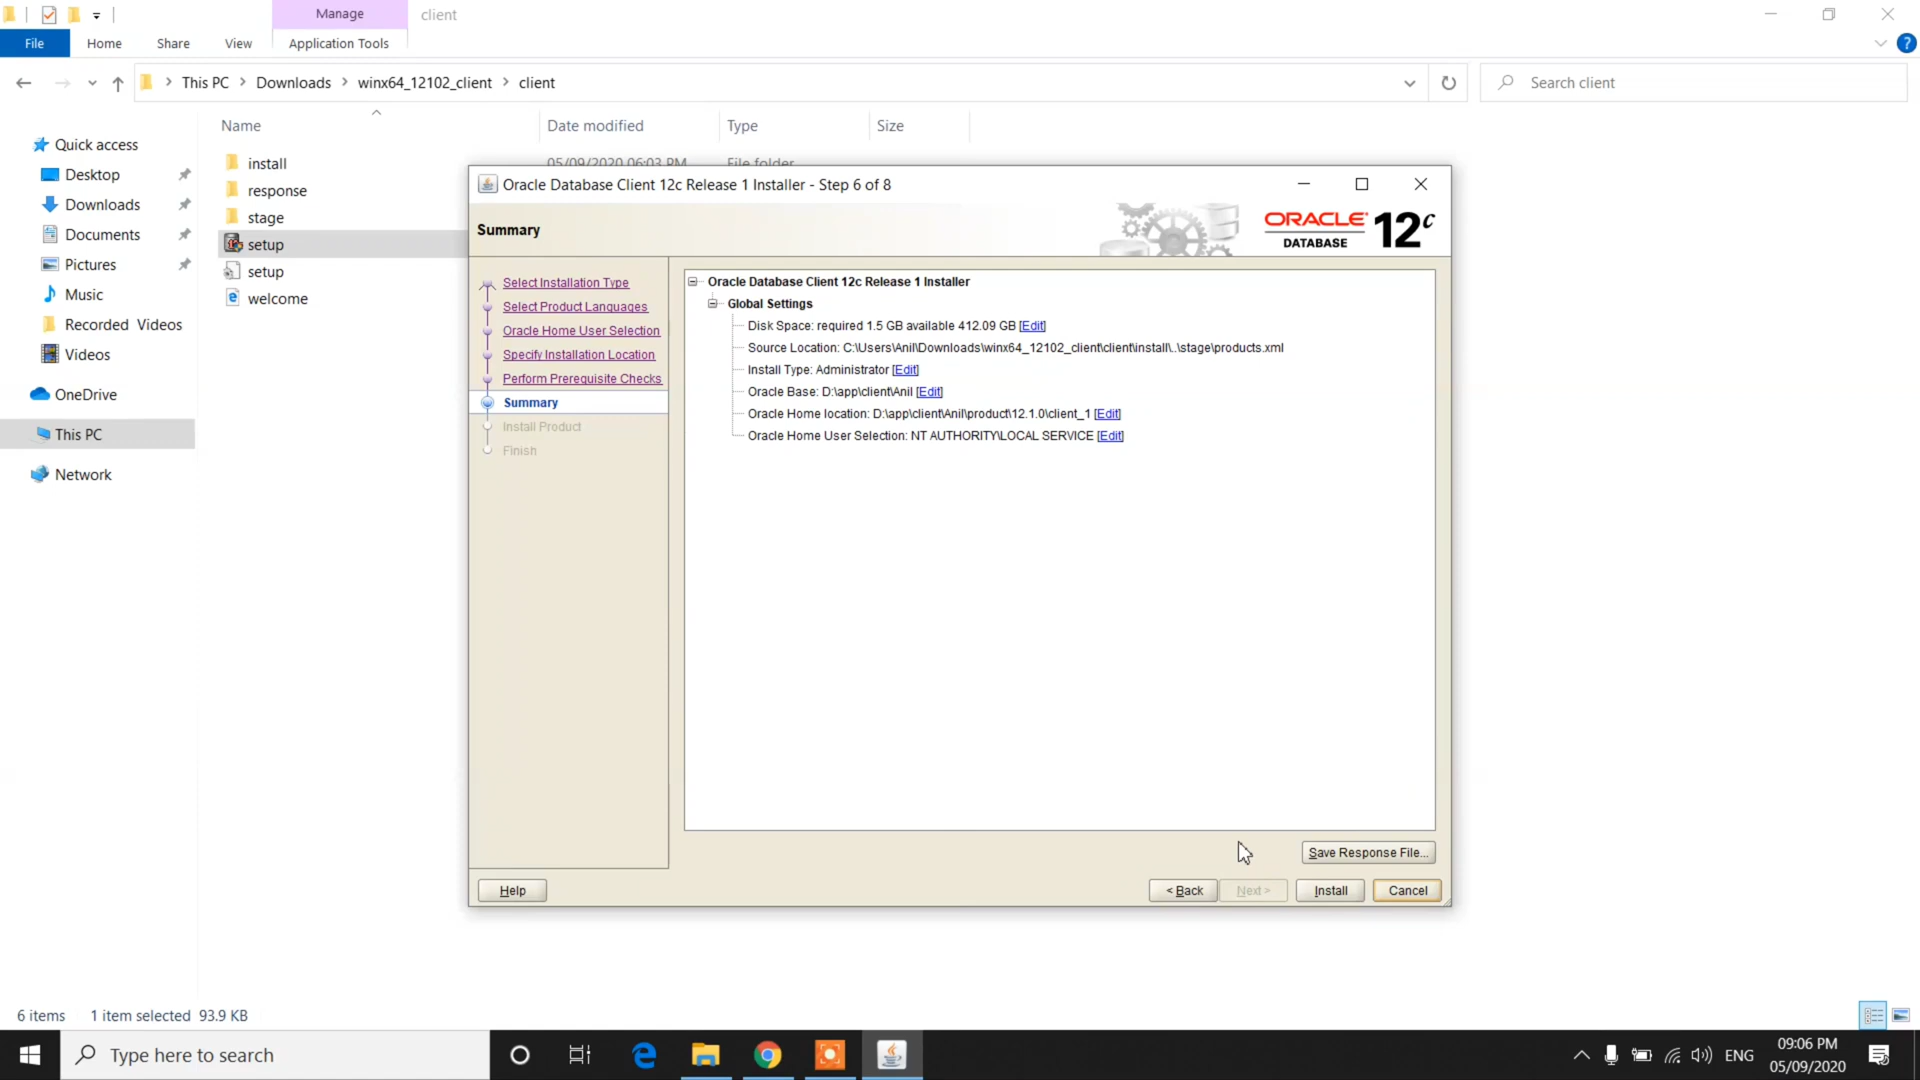 Manage
client
File
Home
Share
View
Application Tools
This PC
Downloads
winx64_12102_client
client
Search client
Name
Date modified
Type
Size
Quick access
Desktop
Downloads
Documents
Pictures
Music
Recorded Videos
Videos
OneDrive
This PC
Network
install
05/09/2020 06:03 PM
File folder
response
stage
setup
setup
welcome
Oracle Database Client 12c Release 1 Installer - Step 6 of 8
Summary
ORACLE
DATABASE
12c
Select Installation Type
Select Product Languages
Oracle Home User Selection
Specify Installation Location
Perform Prerequisite Checks
Summary
Install Product
Finish
Oracle Database Client 12c Release 1 Installer
Global Settings
Disk Space: required 1.5 GB available 412.09 GB [Edit]
Source Location: C:\Users\Anil\Downloads\winx64_12102_client\client\install\..\stage\products.xml
Install Type: Administrator [Edit]
Oracle Base: D:\app\client\Anil [Edit]
Oracle Home location: D:\app\client\Anil\product\12.1.0\client_1 [Edit]
Oracle Home User Selection: NT AUTHORITY\LOCAL SERVICE [Edit]
Save Response File...
Help
< Back
Next >
Install
Cancel
6 items
1 item selected 93.9 KB
Type here to search
ENG
09:06 PM
05/09/2020